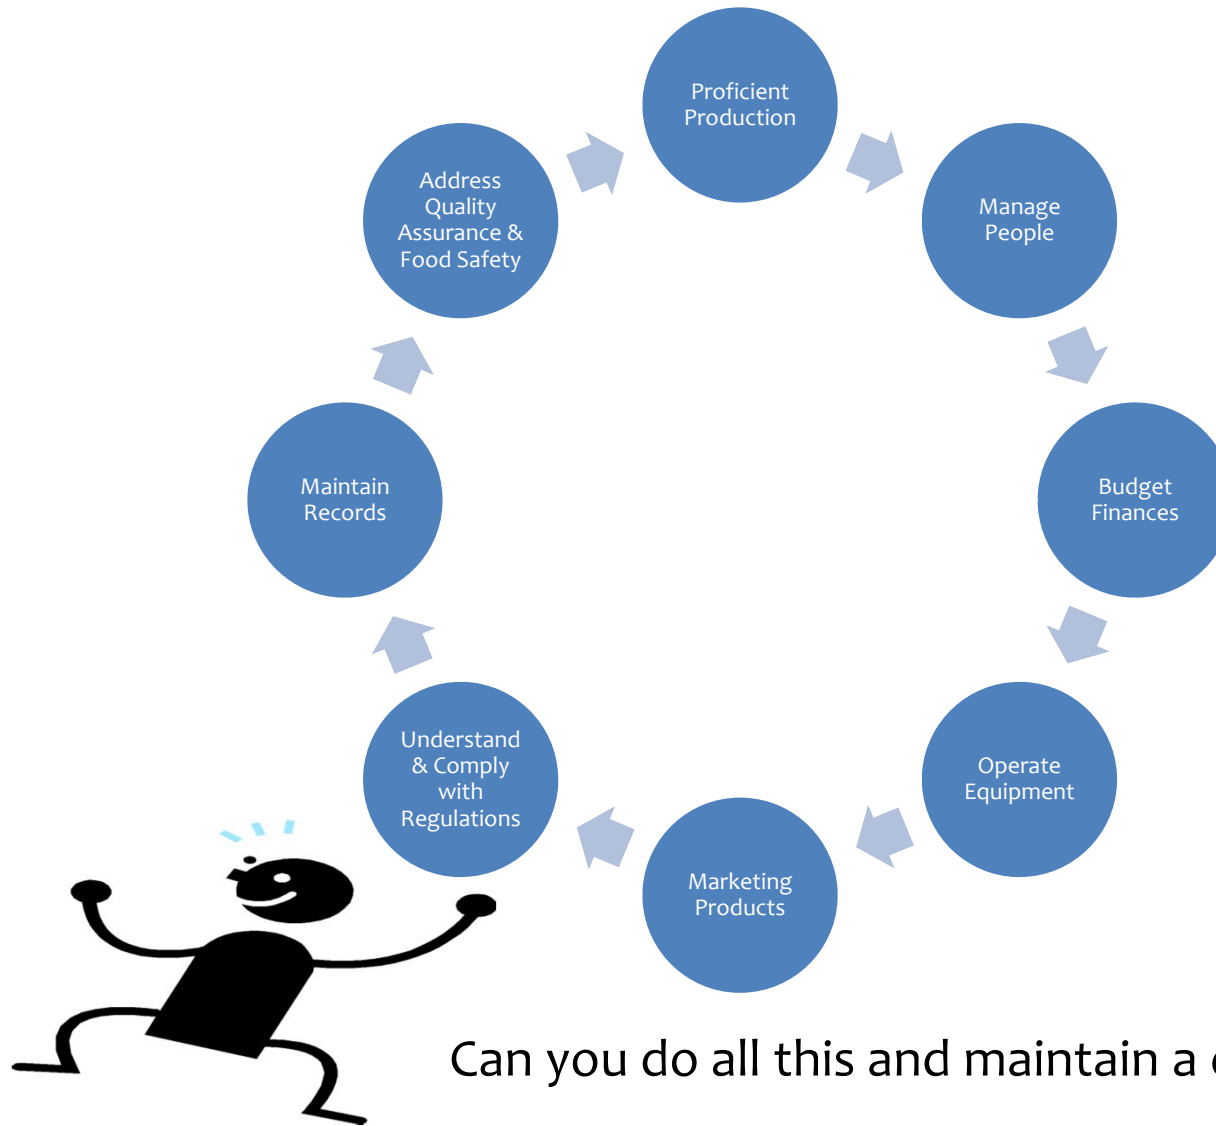 Proficient
Production
Manage
People
Budget
Finances
Operate
Equipment
Marketing
Products
Understand
& Comply
with
Regulations
Maintain
Records
Address
Quality
Assurance &
Food Safety
Can you do all this and maintain a